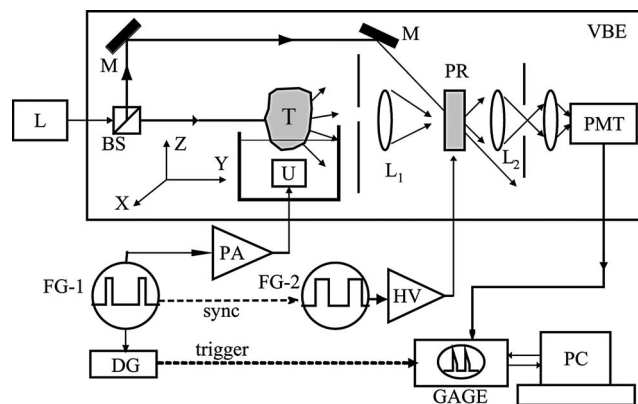 M
M
VBE
PR
L
BS
T
L1
L2
PMT
Z
Y
X
U
PA
FG-1
FG-2
HV
sync
DG
trigger
GAGE
PC